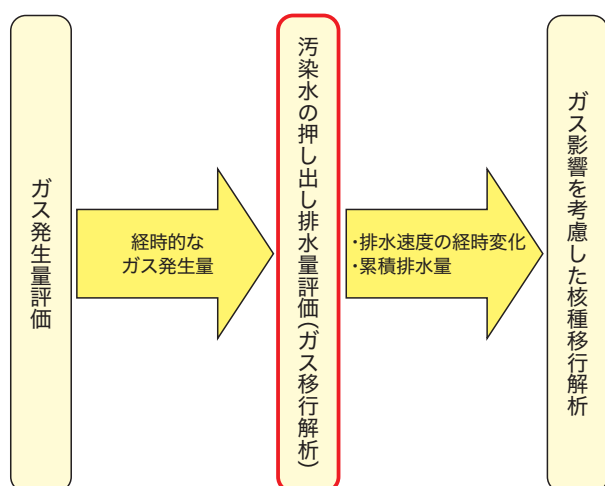 ガス発生量評価
経時的な
ガス発生量
汚染水の押し出し排水量評価(ガス移行解析)
・排水速度の経時変化
・累積排水量
ガス影響を考慮した核種移行解析